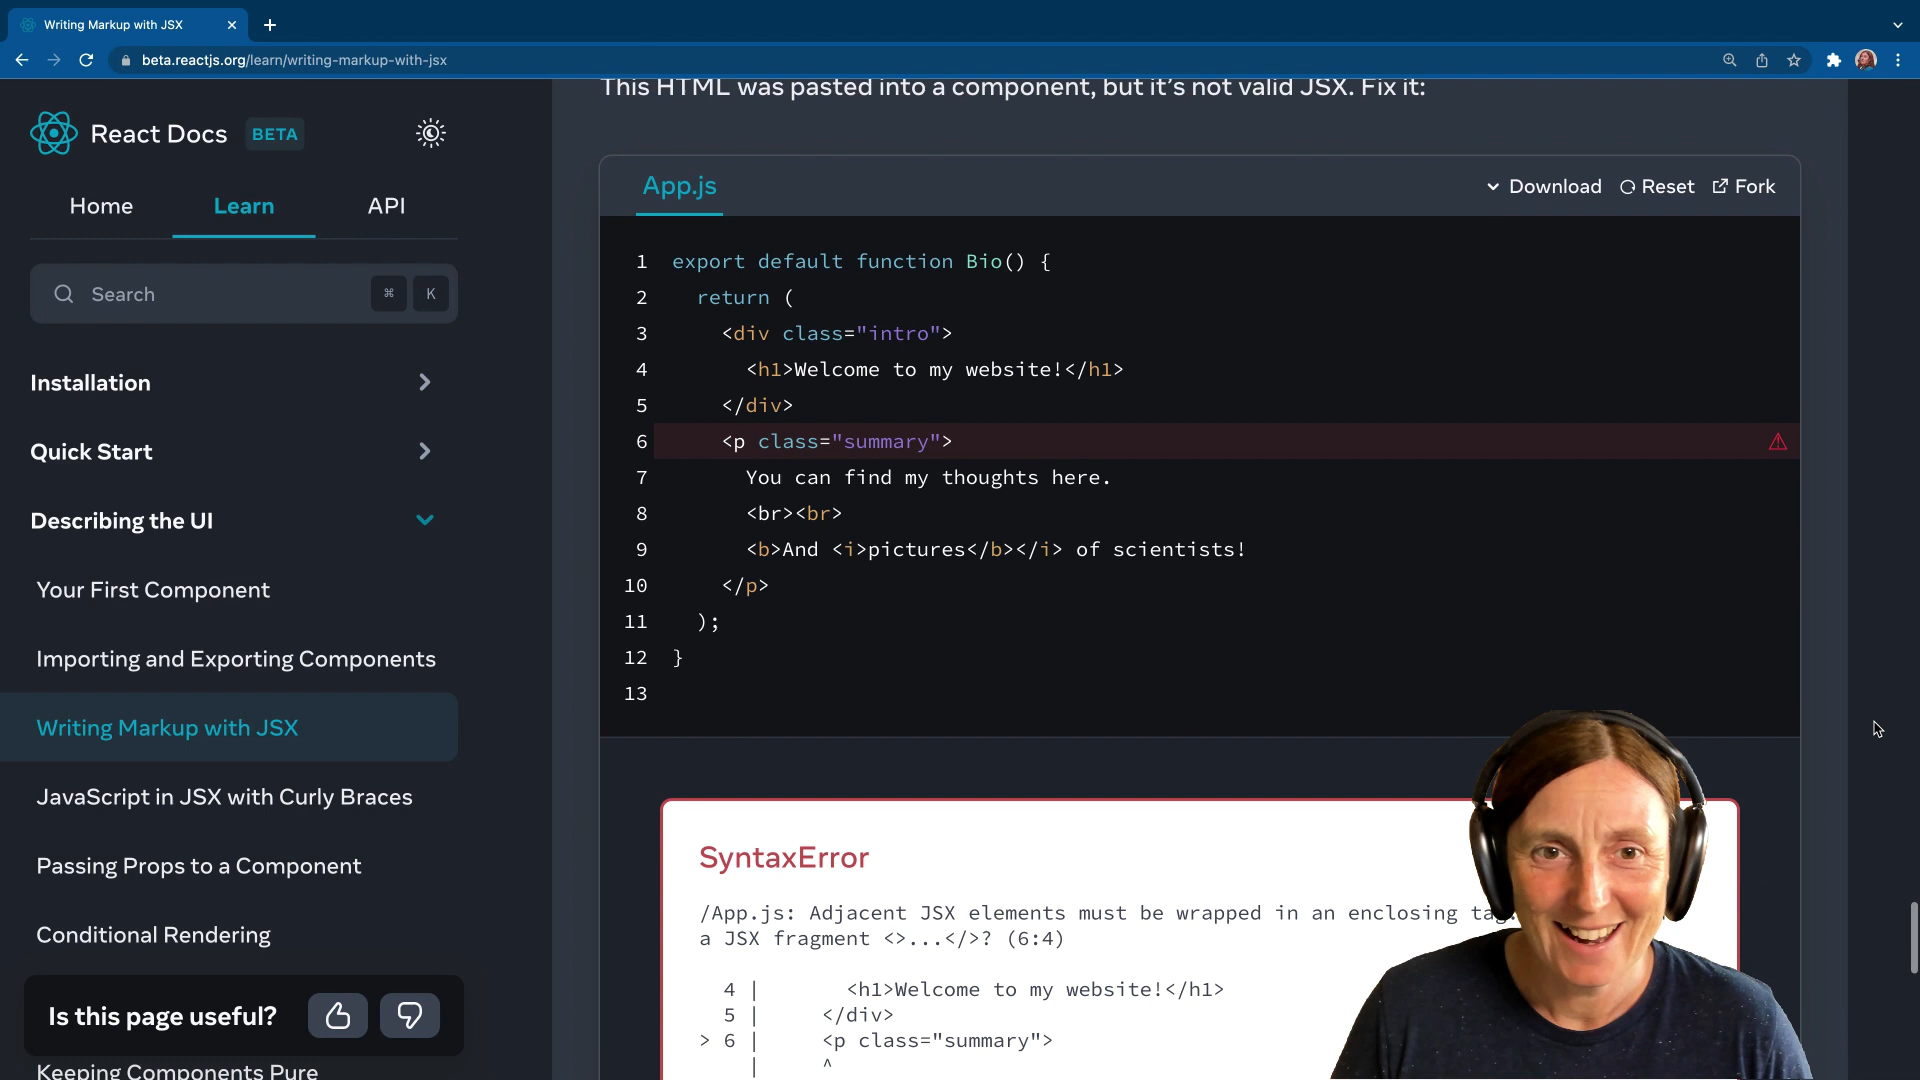 Writing Markup with JSX
beta.reactjs.org/learn/writing-markup-with-jsx
React Docs BETA
Home Learn API
Search ⌘ K
Installation
Quick Start
Describing the UI
Your First Component
Importing and Exporting Components
Writing Markup with JSX
JavaScript in JSX with Curly Braces
Passing Props to a Component
Conditional Rendering
Is this page useful?
Keeping Components Pure
This HTML was pasted into a component, but it's not valid JSX. Fix it:
App.js Download Reset Fork
1 export default function Bio() {
2 return (
3 <div class="intro">
4 <h1>Welcome to my website!</h1>
5 </div>
6 <p class="summary">
7 You can find my thoughts here.
8 <br><br>
9 <b>And <i>pictures</b></i> of scientists!
10 </p>
11 );
12 }
13
SyntaxError
/App.js: Adjacent JSX elements must be wrapped in an enclosing tag.
a JSX fragment <>...</>? (6:4)
4 | <h1>Welcome to my website!</h1>
5 | </div>
> 6 | <p class="summary">
| ^